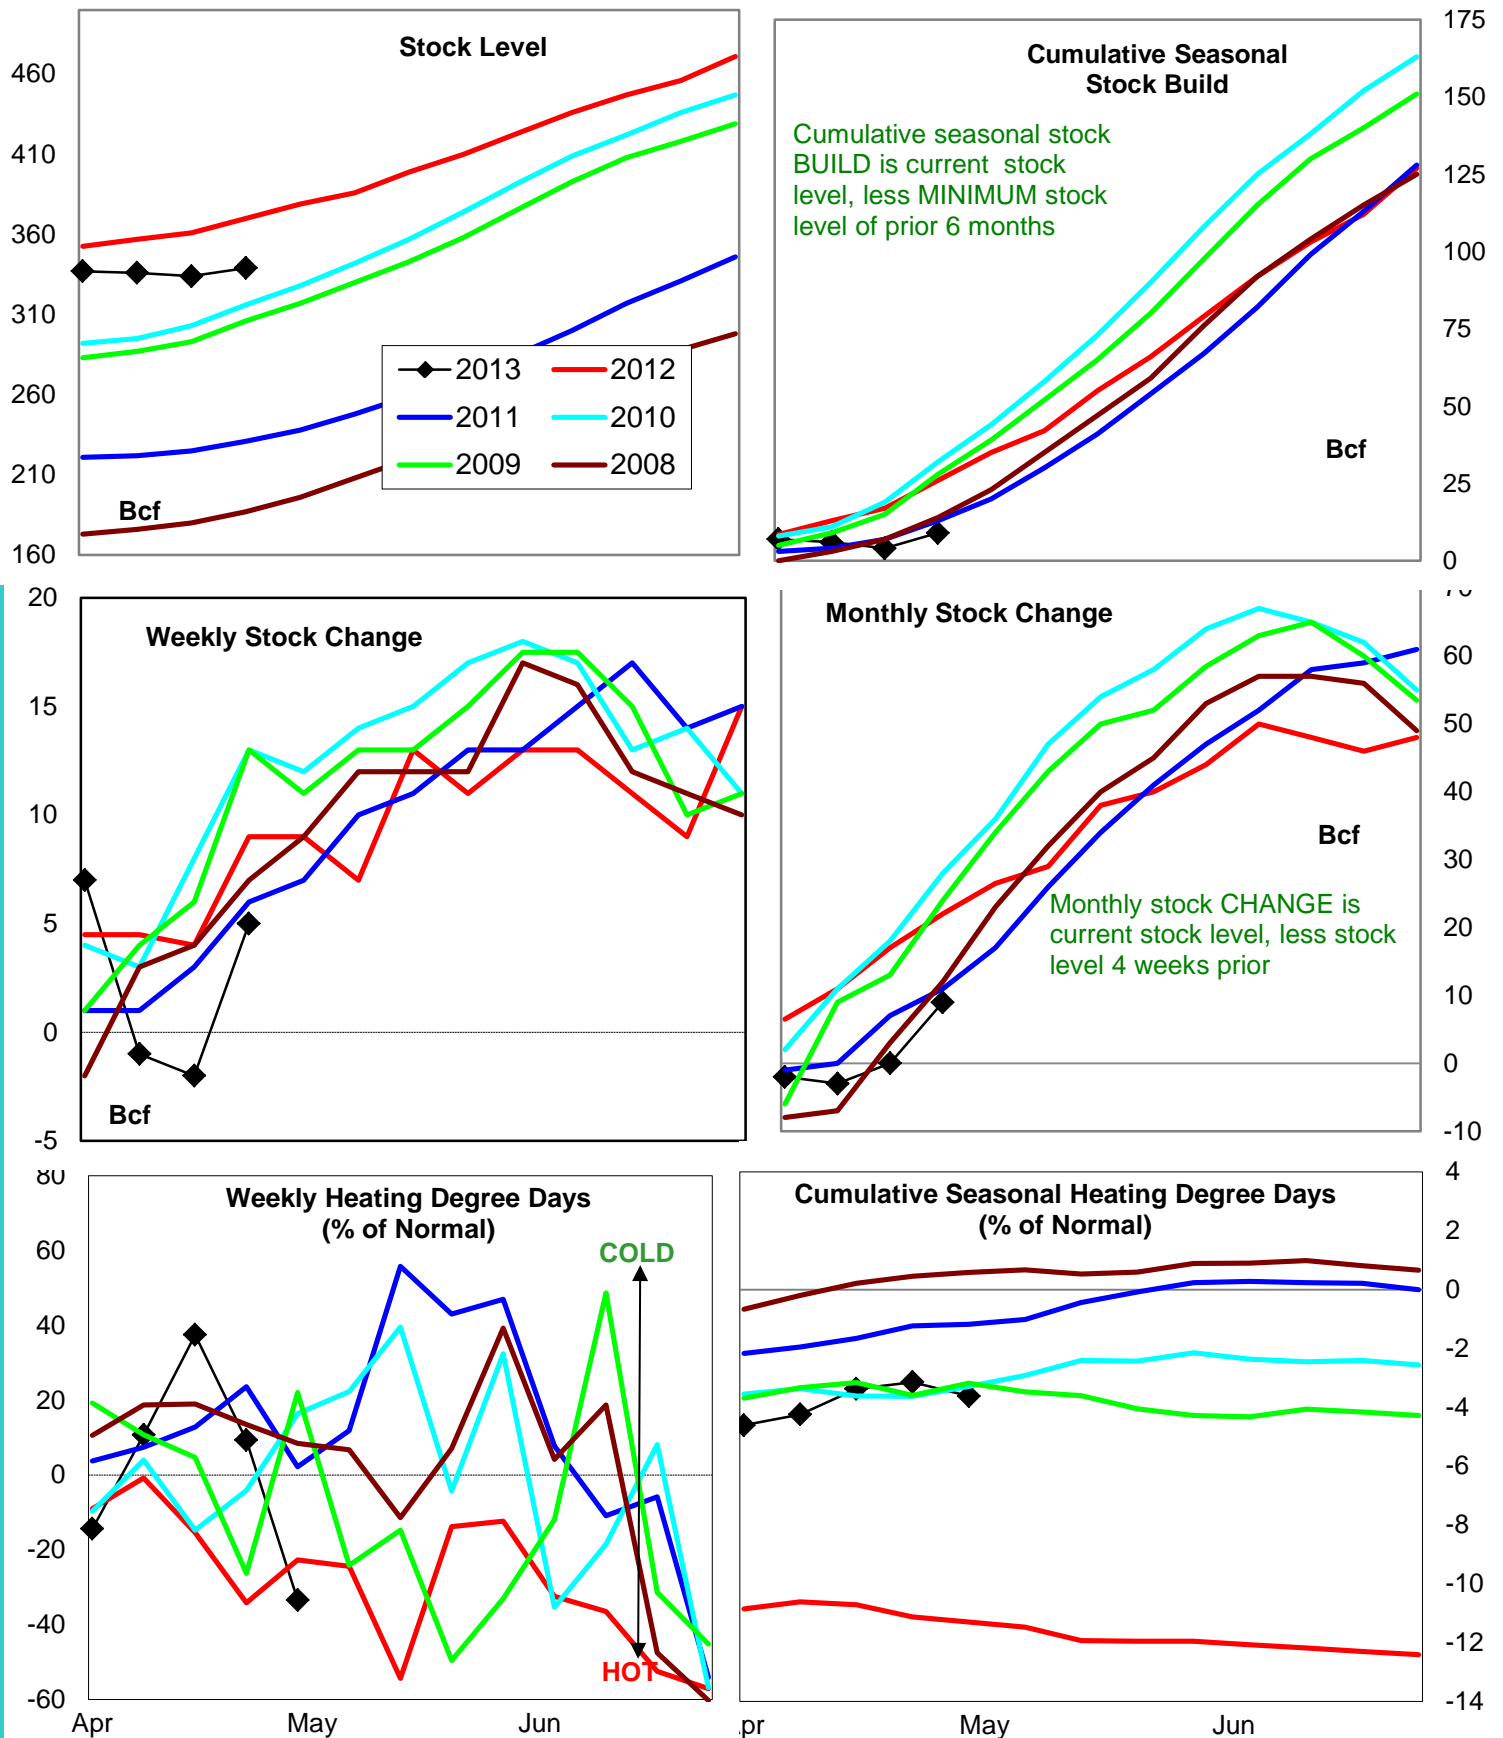 Stock Level
460
410
360
310
260
210
160
Bcf
2013
2012
2011
2010
2009
2008
Cumulative Seasonal
Stock Build
Cumulative seasonal stock
BUILD is current stock
level, less MINIMUM stock
level of prior 6 months
Bcf
175
150
125
100
75
50
25
0
Weekly Stock Change
20
15
10
5
0
-5
Bcf
Monthly Stock Change
70
60
50
40
30
20
10
0
-10
Bcf
Monthly stock CHANGE is
current stock level, less stock
level 4 weeks prior
Weekly Heating Degree Days
(% of Normal)
COLD
HOT
80
60
40
20
0
-20
-40
-60
Apr
May
Jun
Cumulative Seasonal Heating Degree Days
(% of Normal)
4
2
0
-2
-4
-6
-8
-10
-12
-14
pr
May
Jun